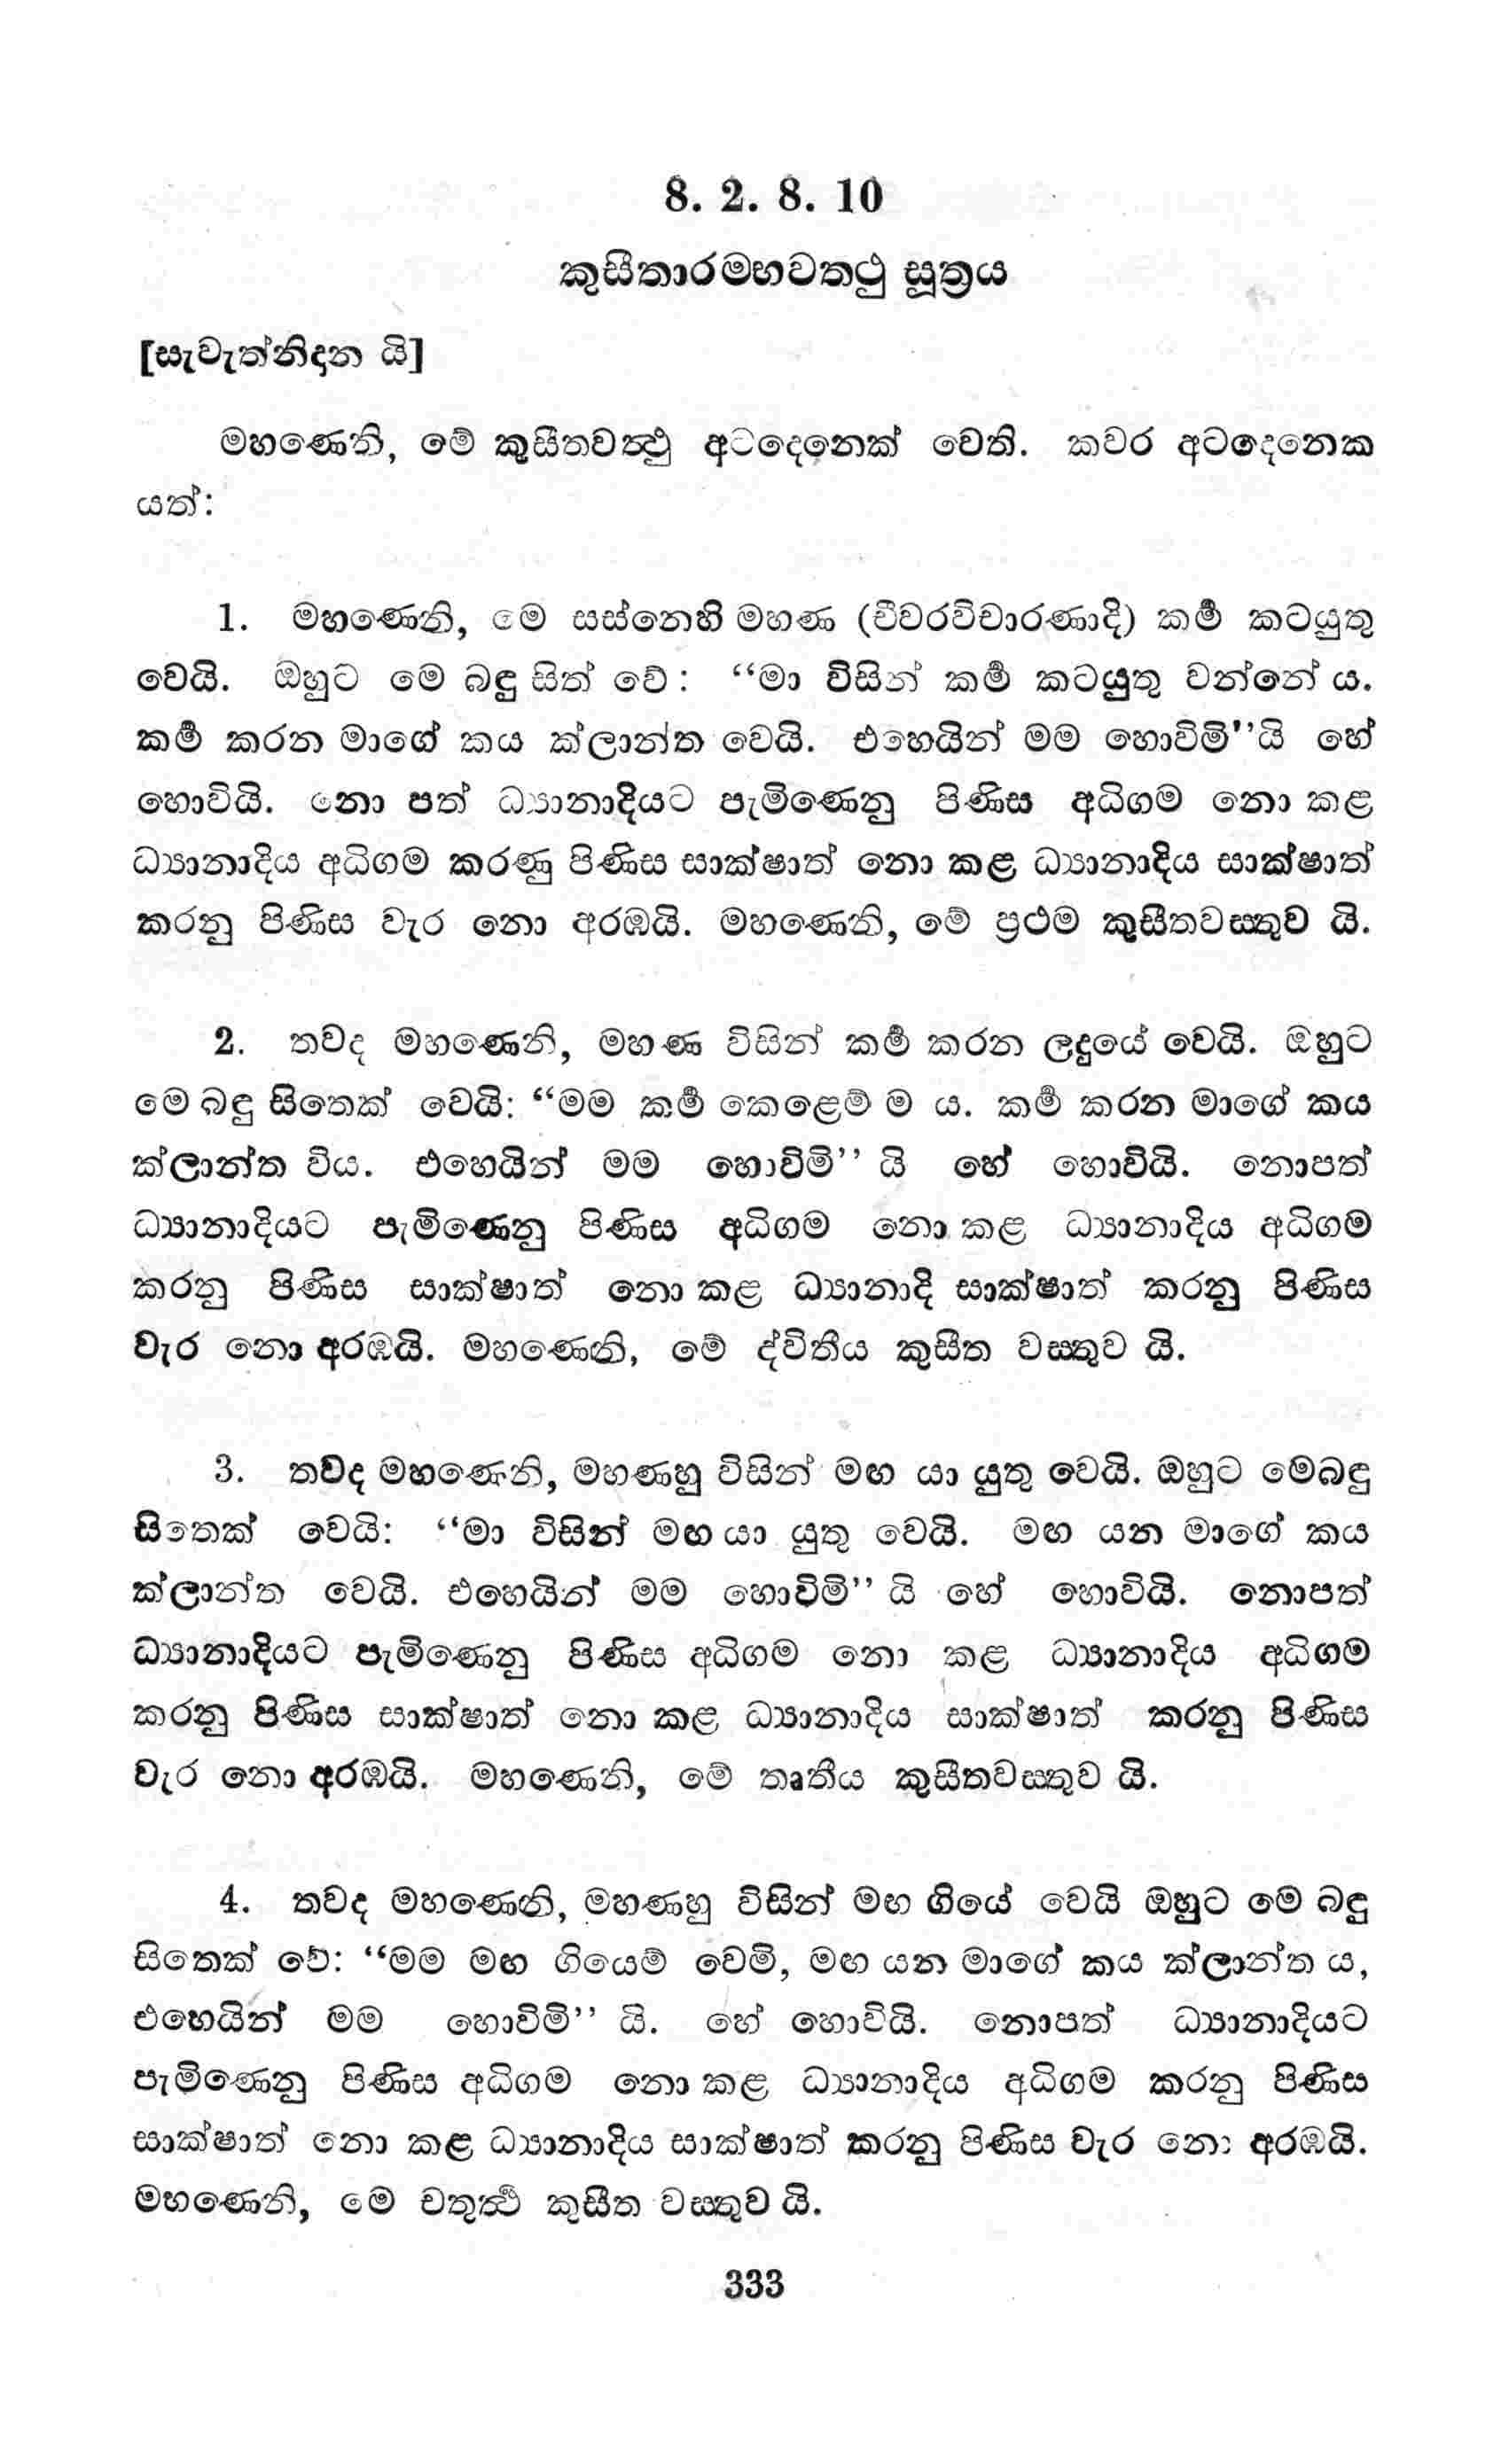 8. 2. 8. 10
කුසීතාරම්භවත්ථු සූත්‍රය
[සැවැත්නිදාන යි]
මහණෙනි, මේ කුසීතවත්‍ථු අටදෙනෙක් වෙති. කවර අටදෙනෙක
යත්:
1. මහණෙනි, මෙ සස්නෙහි මහණ (චීවරවිචාරණාදි) කර්‍ම කටයුතු
වෙයි. ඔහුට මෙ බඳු සිත් වේ: “මා විසින් කර්‍ම කටයුතු වන්නේ ය.
කර්‍ම කරන මාගේ කය ක්ලාන්ත වෙයි. එහෙයින් මම හොවිමි”යි හේ
හොවියි. නො පත් ධ්‍යානාදියට පැමිණෙනු පිණිස අධිගම නො කළ
ධ්‍යානාදිය අධිගම කරණු පිණිස සාක්ෂාත් නො කළ ධ්‍යානාදිය සාක්ෂාත්
කරනු පිණිස වැර නො අරඹයි. මහණෙනි, මේ ප්‍රථම කුසීතවස්තුව යි.
2. තවද මහණෙනි, මහණ විසින් කර්‍ම කරන ලදුයේ වෙයි. ඔහුට
මෙ බඳු සිතෙක් වෙයි: “මම කර්‍ම කෙළෙම් ම ය. කර්‍ම කරන මාගේ කය
ක්ලාන්ත විය. එහෙයින් මම හොවිමි” යි හේ හොවියි. නොපත්
ධ්‍යානාදියට පැමිණෙනු පිණිස අධිගම නො කළ ධ්‍යානාදිය අධිගම
කරනු පිණිස සාක්ෂාත් නො කළ ධ්‍යානාදි සාක්ෂාත් කරනු පිණිස
වැර නො අරඹයි. මහණෙනි, මේ ද්විතීය කුසීත වස්තුව යි.
3. තවද මහණෙනි, මහණහු විසින් මඟ යා යුතු වෙයි. ඔහුට මෙබඳු
සිතෙක් වෙයි: “මා විසින් මඟ යා යුතු වෙයි. මඟ යන මාගේ කය
ක්ලාන්ත වෙයි. එහෙයින් මම හොවිමි” යි හේ හොවියි. නොපත්
ධ්‍යානාදියට පැමිණෙනු පිණිස අධිගම නො කළ ධ්‍යානාදිය අධිගම
කරනු පිණිස සාක්ෂාත් නො කළ ධ්‍යානාදිය සාක්ෂාත් කරනු පිණිස
වැර නො අරඹයි. මහණෙනි, මේ තෘතීය කුසීතවස්තුව යි.
4. තවද මහණෙනි, මහණහු විසින් මඟ ගියේ වෙයි ඔහුට මෙ බඳු
සිතෙක් වේ: “මම මඟ ගියෙම් වෙමි, මඟ යන මාගේ කය ක්ලාන්ත ය,
එහෙයින් මම හොවිමි” යි. හේ හොවියි. නොපත් ධ්‍යානාදියට
පැමිණෙනු පිණිස අධිගම නො කළ ධ්‍යානාදිය අධිගම කරනු පිණිස
සාක්ෂාත් නො කළ ධ්‍යානාදිය සාක්ෂාත් කරනු පිණිස වැර නො අරඹයි.
මහණෙනි, මෙ චතුර්‍ත්‍ථ කුසීත වස්තුව යි.
333